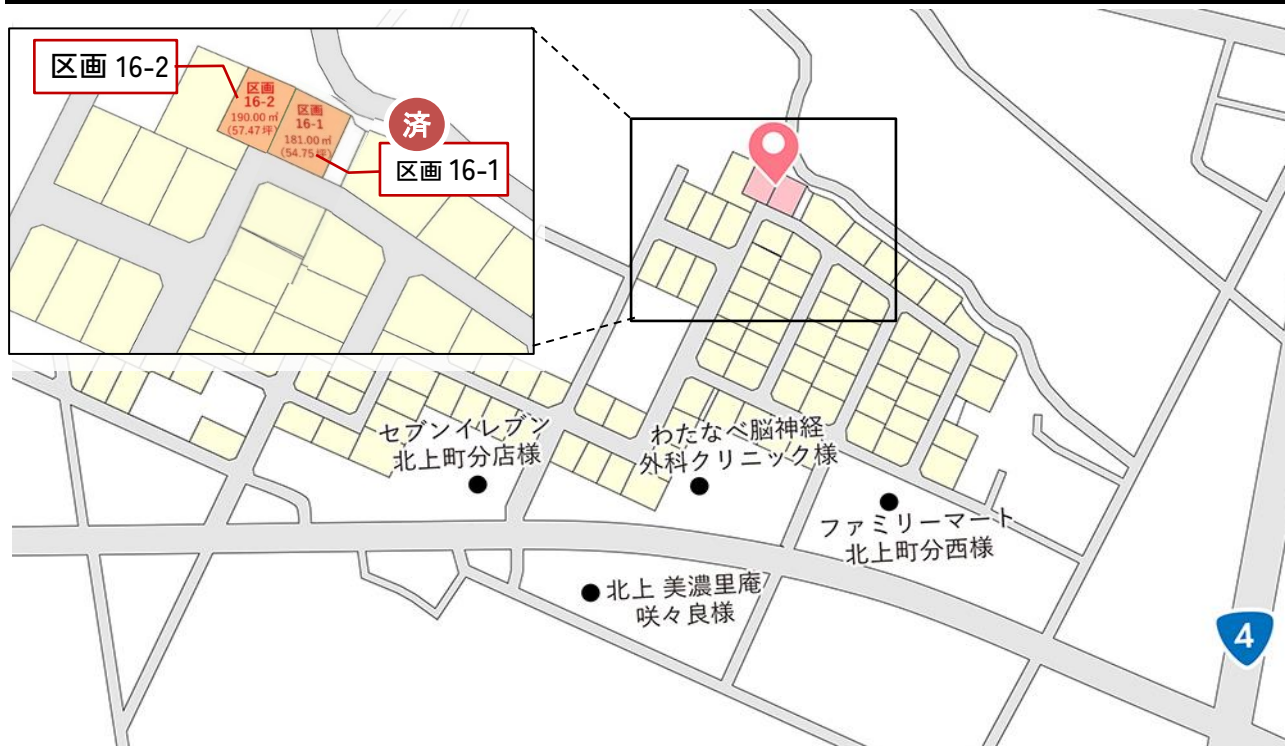 区画 16-2
区画
16-2
190.00 ㎡
(57.47坪)
区画
16-1
181.00 ㎡
(54.75坪)
済
区画 16-1
セブンイレブン
北上町分店様
わたなべ脳神経
外科クリニック様
ファミリーマート
北上町分西様
北上 美濃里庵
咲々良様
4